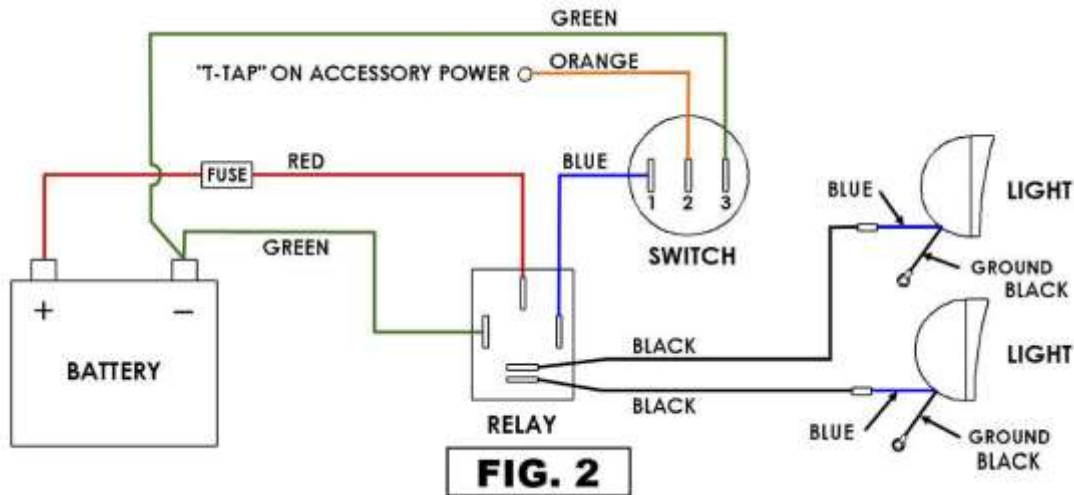 GREEN
"T-TAP" ON ACCESSORY POWER
ORANGE
RED
FUSE
BLUE
1 2 3
SWITCH
BLUE
LIGHT
GROUND
BLACK
GREEN
+ −
BATTERY
BLACK
BLACK
RELAY
LIGHT
BLUE
GROUND
BLACK
FIG. 2